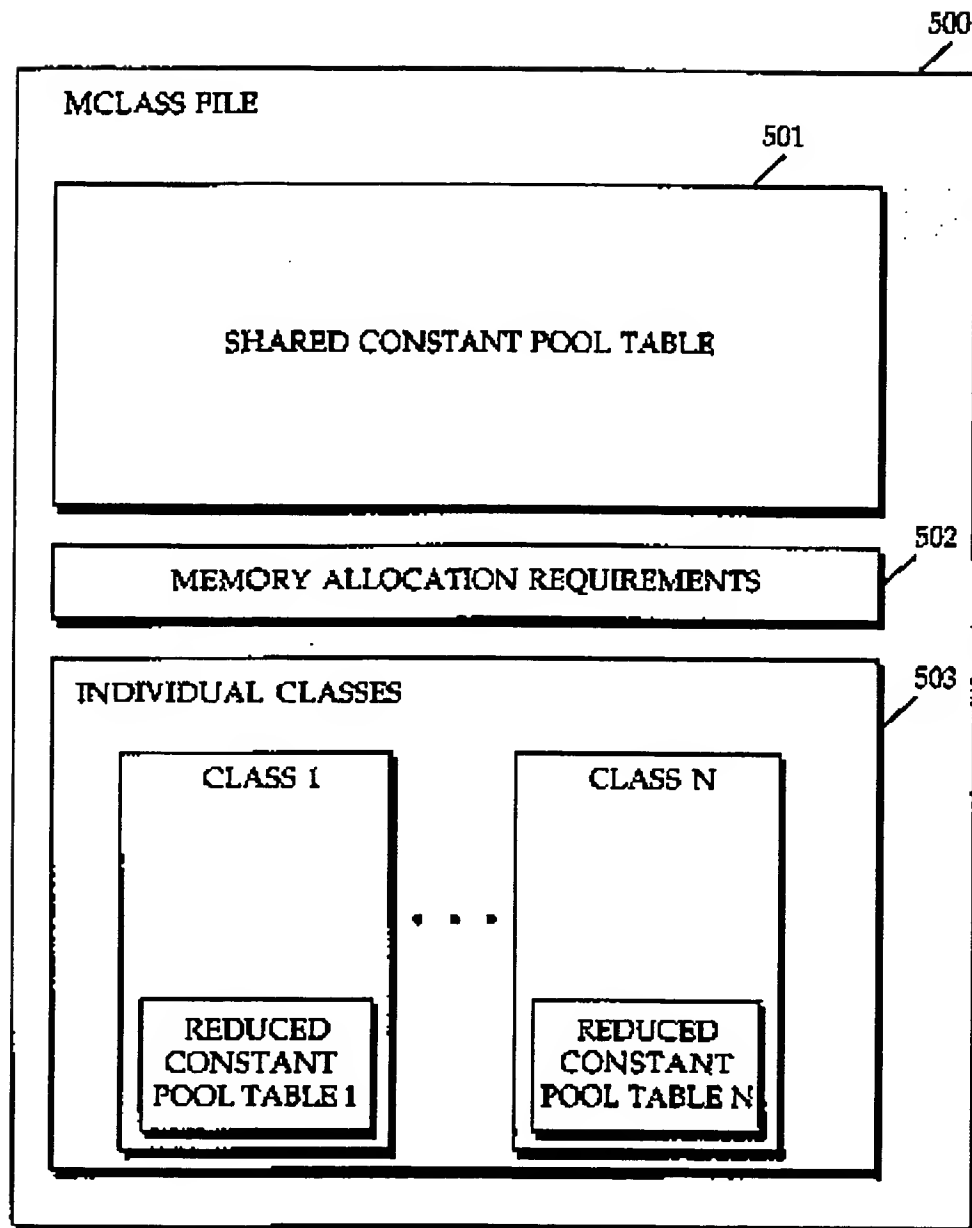 500
MCLASS FILE
501
SHARED CONSTANT POOL TABLE
502
MEMORY ALLOCATION REQUIREMENTS
503
INDIVIDUAL CLASSES
CLASS 1
CLASS N
. . .
REDUCED
CONSTANT
POOL TABLE 1
REDUCED
CONSTANT
POOL TABLE N